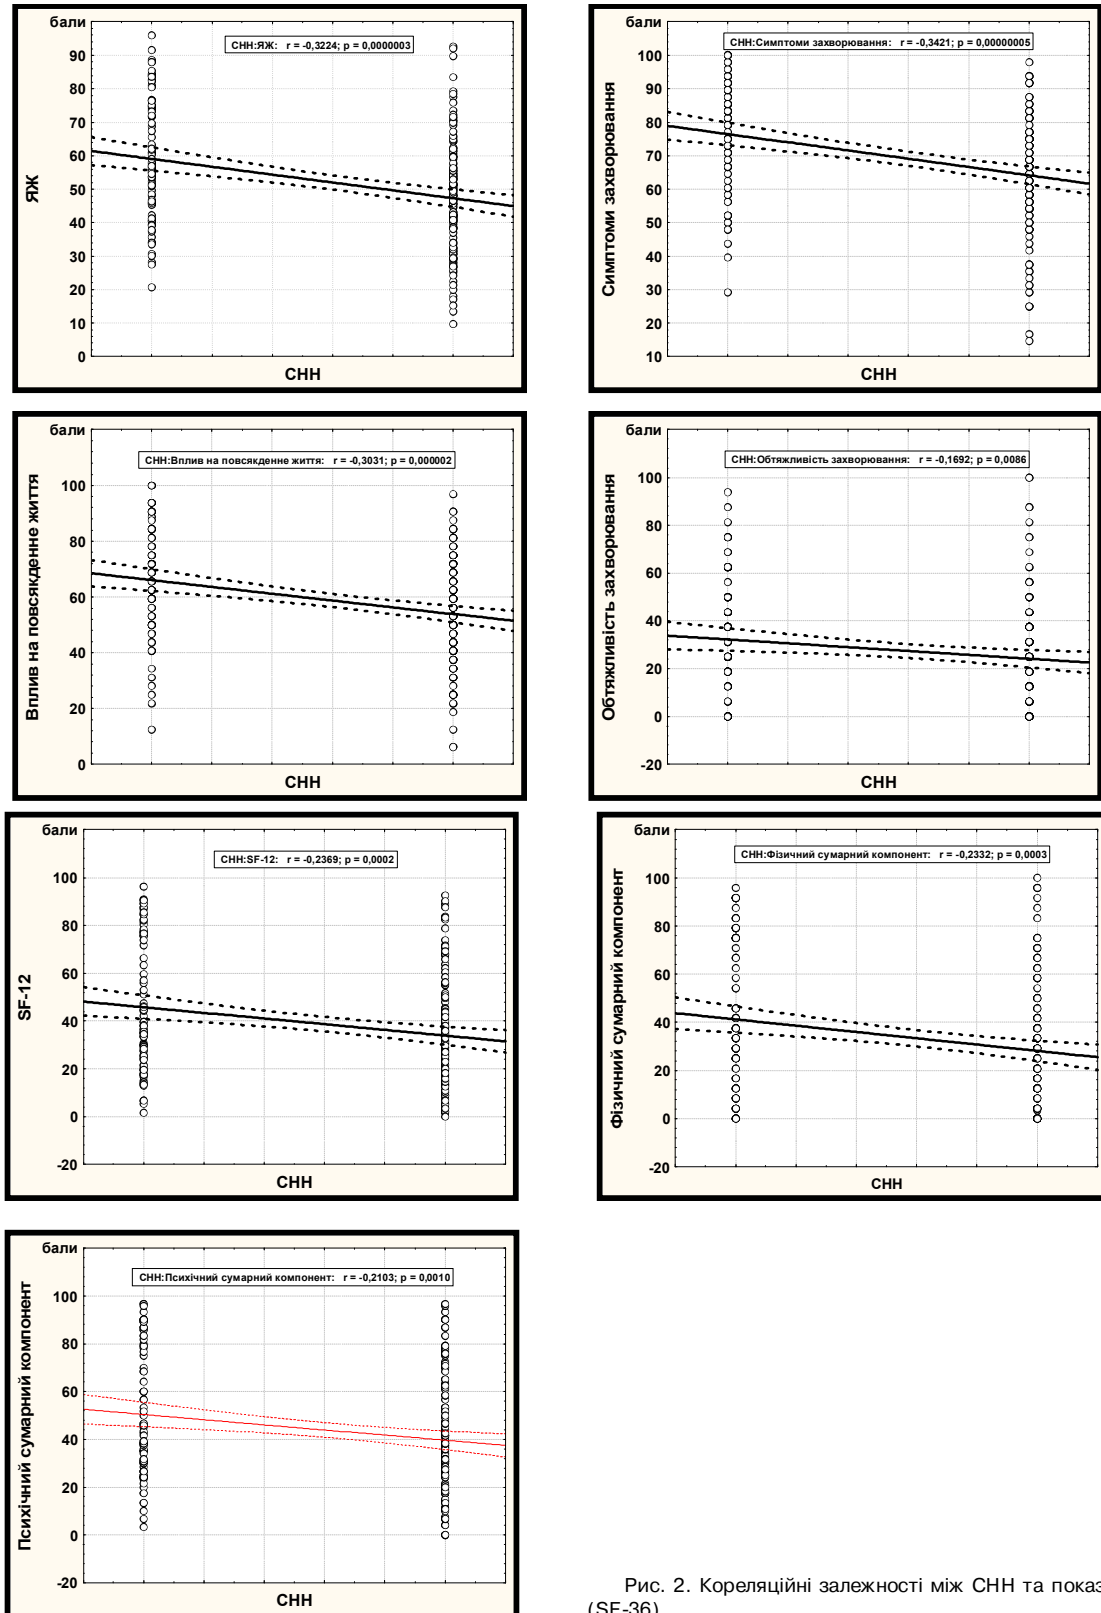 бали
СНН:ЯЖ: r = -0,3224; p = 0,0000003
90
80
70
60
50
40
30
20
10
0
ЯЖ
СНН
бали
СНН:Симптоми захворювання: r = -0,3421; p = 0,00000005
100
90
80
70
60
50
40
30
20
10
Симптоми захворювання
СНН
бали
СНН:Вплив на повсякденне життя: r = -0,3031; p = 0,000002
100
80
60
40
20
0
Вплив на повсякденне життя
СНН
бали
СНН:Обтяжливість захворювання: r = -0,1692; p = 0,0086
100
80
60
40
20
0
-20
Обтяжливість захворювання
СНН
бали
СНН:SF-12: r = -0,2369; p = 0,0002
100
80
60
40
20
0
-20
SF-12
СНН
бали
СНН:Фізичний сумарний компонент: r = -0,2332; p = 0,0003
100
80
60
40
20
0
-20
Фізичний сумарний компонент
СНН
бали
СНН:Психічний сумарний компонент: r = -0,2103; p = 0,0010
100
80
60
40
20
0
-20
Психічний сумарний компонент
СНН
Рис. 2. Кореляційні залежності між СНН та показ
(SF-36)